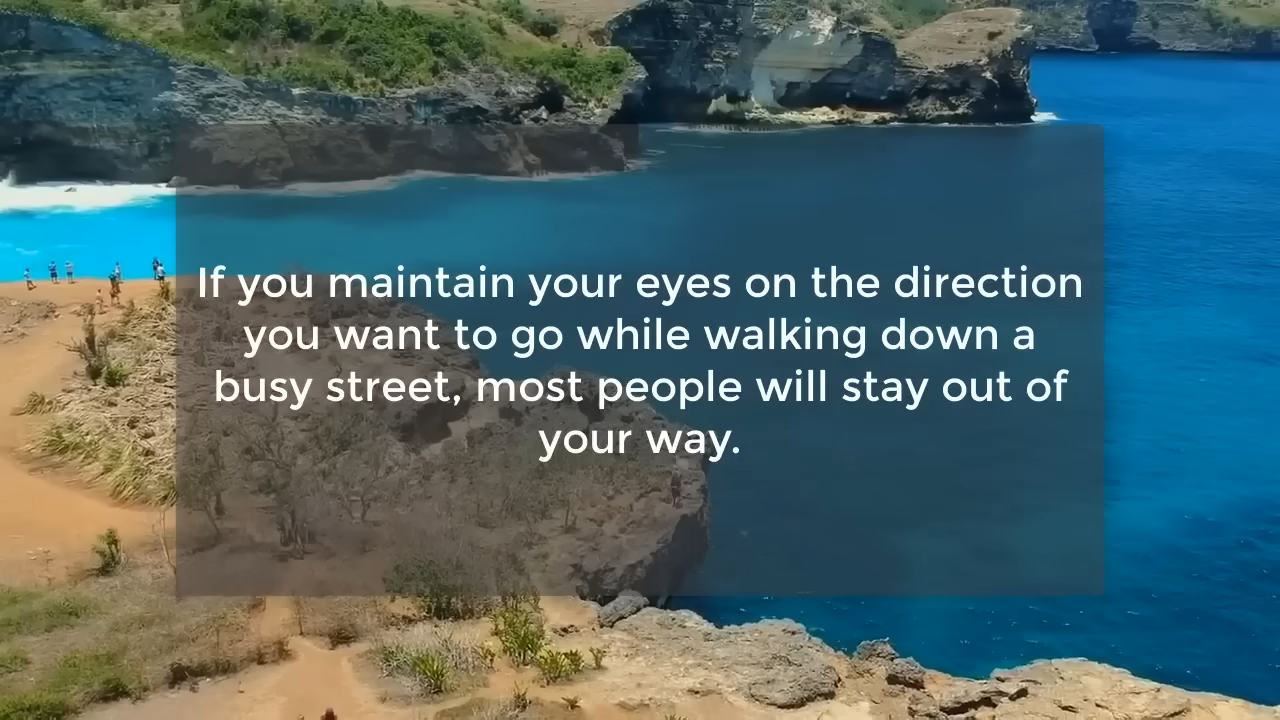 If you maintain your eyes on the direction
you want to go while walking down a
busy street, most people will stay out of
your way.